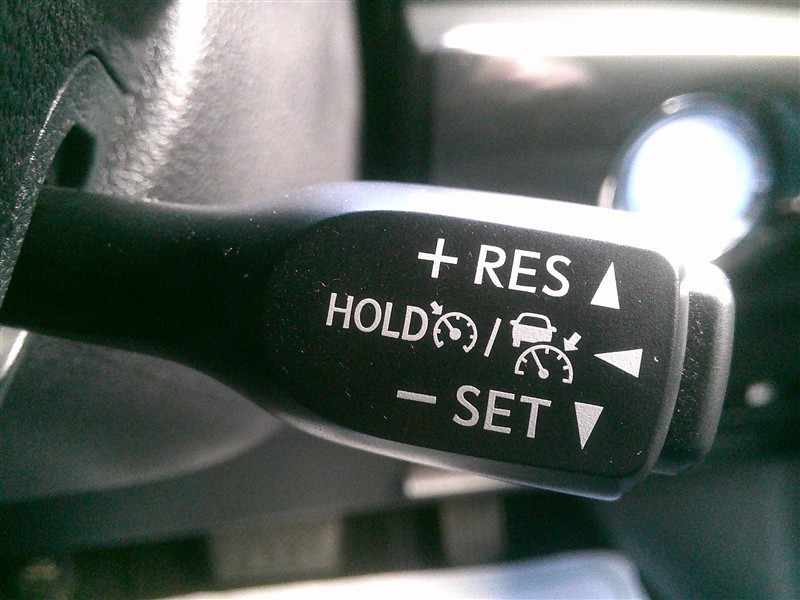 + RES
HOLD /
- SET